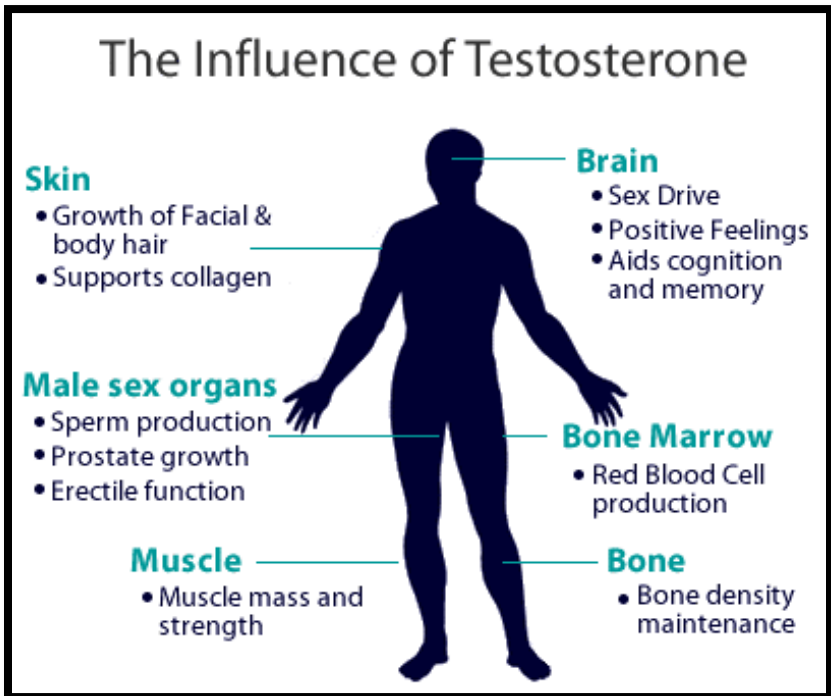 The Influence of Testosterone
Skin
• Growth of Facial &
body hair
• Supports collagen
Brain
• Sex Drive
• Positive Feelings
• Aids cognition
and memory
Male sex organs
• Sperm production
• Prostate growth
• Erectile function
Bone Marrow
• Red Blood Cell
production
Muscle
• Muscle mass and
strength
Bone
• Bone density
maintenance